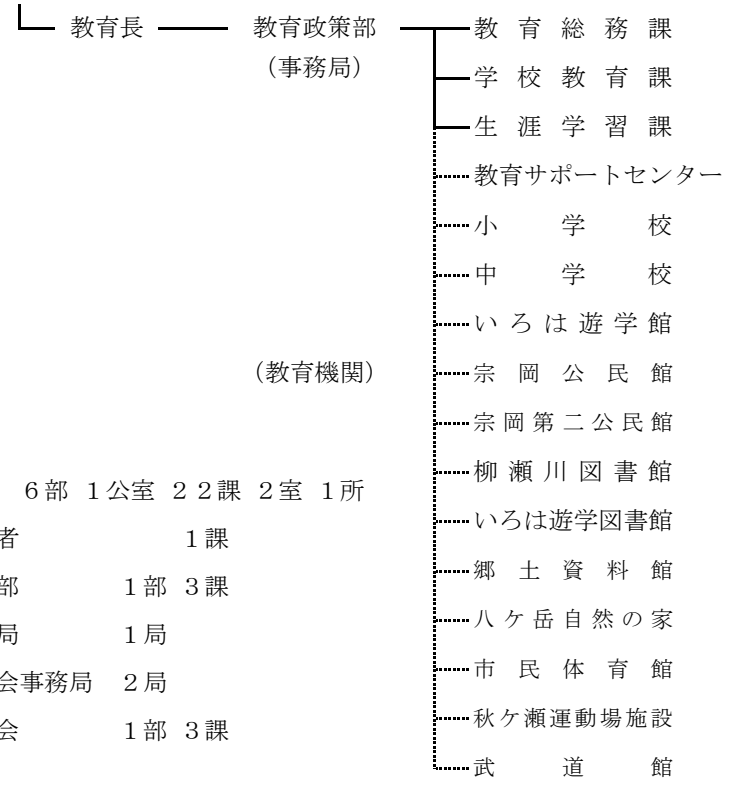 教育長 教育政策部 教育総務課
(事務局) 学校教育課
生涯学習課
教育サポートセンター
小学校
中学校
いろは遊学館
(教育機関) 宗岡公民館
宗岡第二公民館
柳瀬川図書館
いろは遊学図書館
郷土資料館
八ケ岳自然の家
市民体育館
秋ケ瀬運動場施設
武道館
6部 1公室 22課 2室 1所
者 1課
部 1部 3課
局 1局
会事務局 2局
会 1部 3課